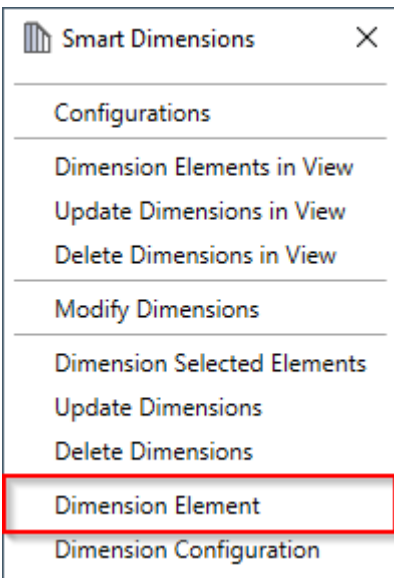 Smart Dimensions
Configurations
Dimension Elements in View
Update Dimensions in View
Delete Dimensions in View
Modify Dimensions
Dimension Selected Elements
Update Dimensions
Delete Dimensions
Dimension Element
Dimension Configuration